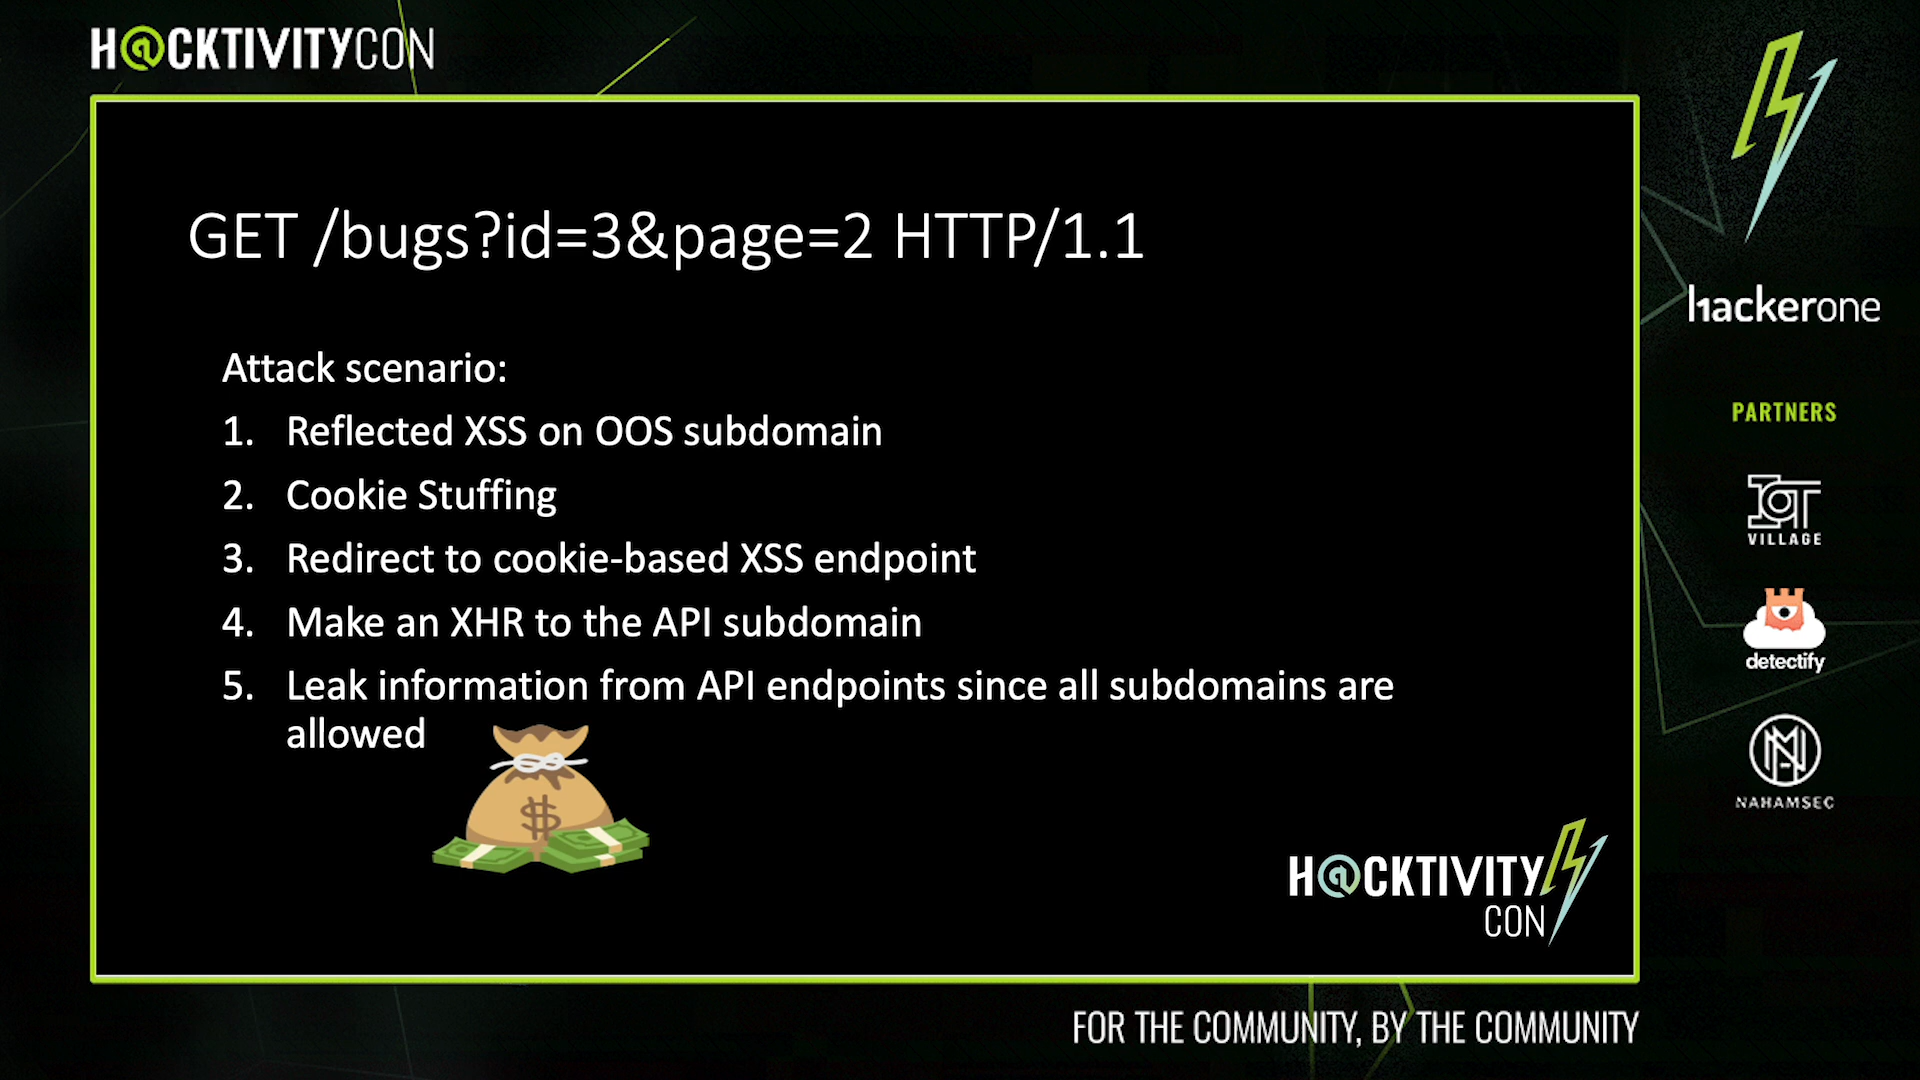 H@CKTIVITYCON
GET /bugs?id=3&page=2 HTTP/1.1
Attack scenario:
1. Reflected XSS on OOS subdomain
2. Cookie Stuffing
3. Redirect to cookie-based XSS endpoint
4. Make an XHR to the API subdomain
5. Leak information from API endpoints since all subdomains are
allowed
$
H@CKTIVITY
CON
hackerone
PARTNERS
IOT
VILLAGE
detectify
NAHAMSEC
FOR THE COMMUNITY, BY THE COMMUNITY